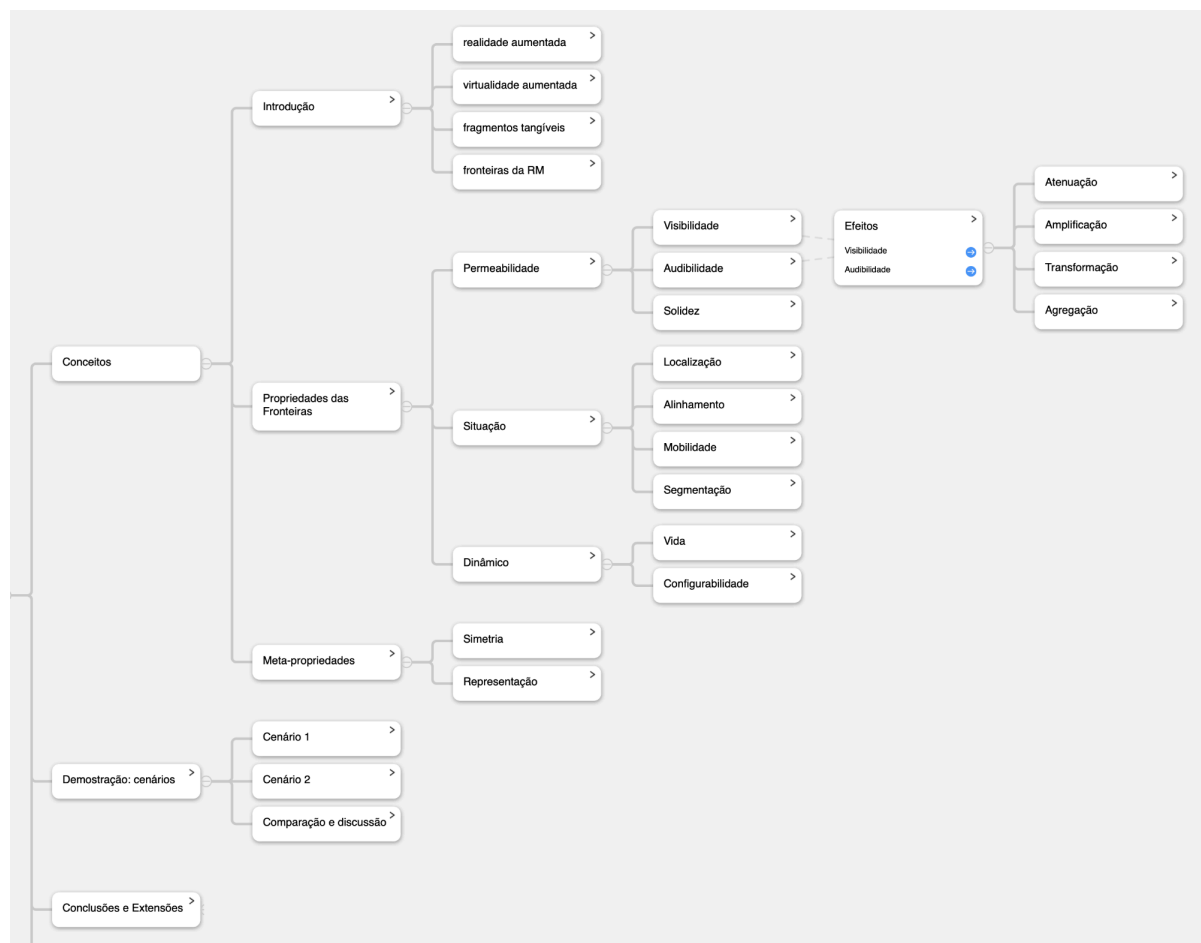 realidade aumentada
virtualidade aumentada
Introdução
fragmentos tangíveis
fronteiras da RM
Atenuação
Visibilidade
Efeitos
Amplificação
Visibilidade
Permeabilidade
Audibilidade
Audibilidade
Transformação
Solidez
Agregação
Conceitos
Localização
Propriedades das
Fronteiras
Alinhamento
Situação
Mobilidade
Segmentação
Vida
Dinâmico
Configurabilidade
Simetria
Meta-propriedades
Representação
Cenário 1
Demostração: cenários
Cenário 2
Comparação e discussão
Conclusões e Extensões